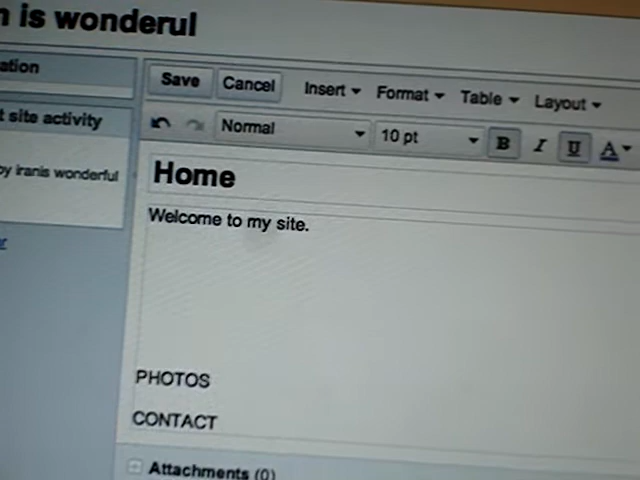 n is wonderul
ation
Save Cancel Insert Format Table Layout
t site activity
Normal 10 pt B I U A
by iranis wonderful
Home
Welcome to my site.
PHOTOS
CONTACT
Attachments (0)